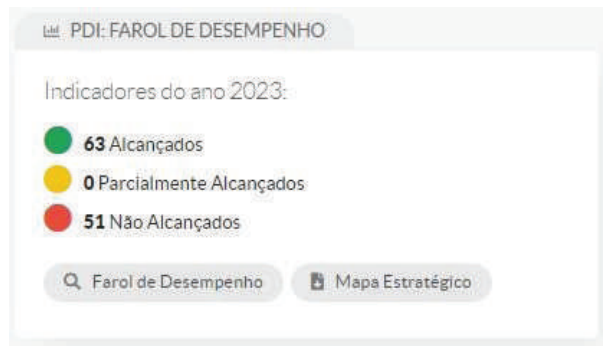 PDI: FAROL DE DESEMPENHO
Indicadores do ano 2023:
63 Alcançados
0 Parcialmente Alcançados
51 Não Alcançados
Farol de Desempenho Mapa Estratégico